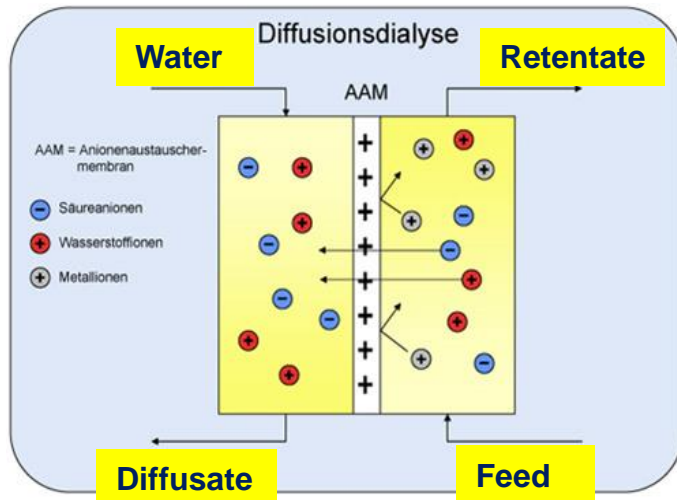 Diffusionsdialyse
Water
Retentate
AAM
AAM = Anionenaustauscher-
membran
Säureanionen
Wasserstoffionen
Metallionen
Diffusate
Feed